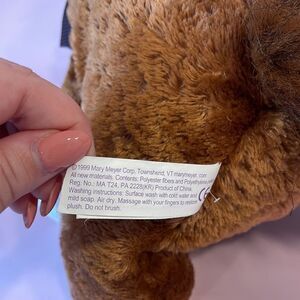 ©1999 Mary Meyer Corp. Townshend, VT marymeyer.com
All new materials. Contents: Polyester fibers and Polyethylene
Reg. No.: MA T24, PA 2228(KR) Product of China.
Washing instructions: Surface wash with cold water and
mild soap. Air dry. Massage with your fingers to restore
plush. Do not brush.
CE